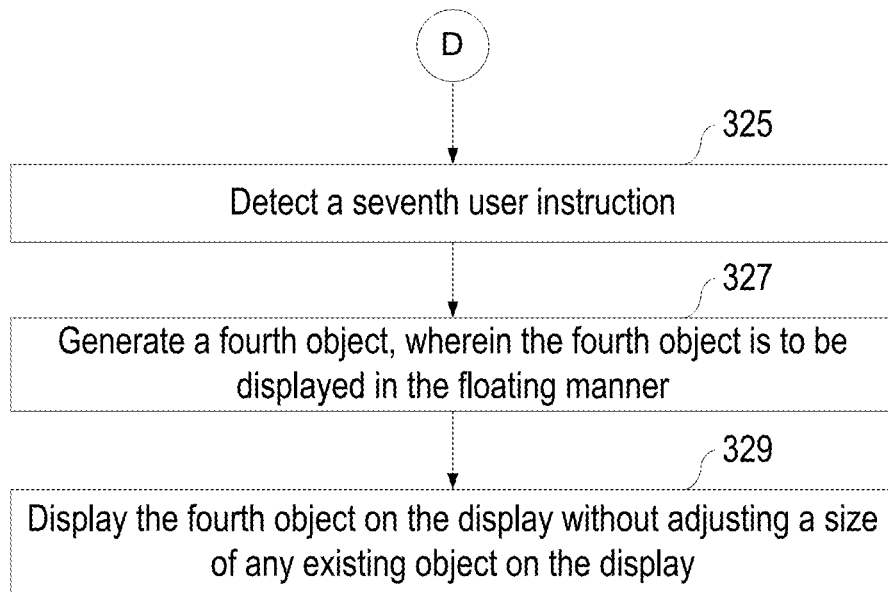 D
325
Detect a seventh user instruction
327
Generate a fourth object, wherein the fourth object is to be
displayed in the floating manner
329
Display the fourth object on the display without adjusting a size
of any existing object on the display